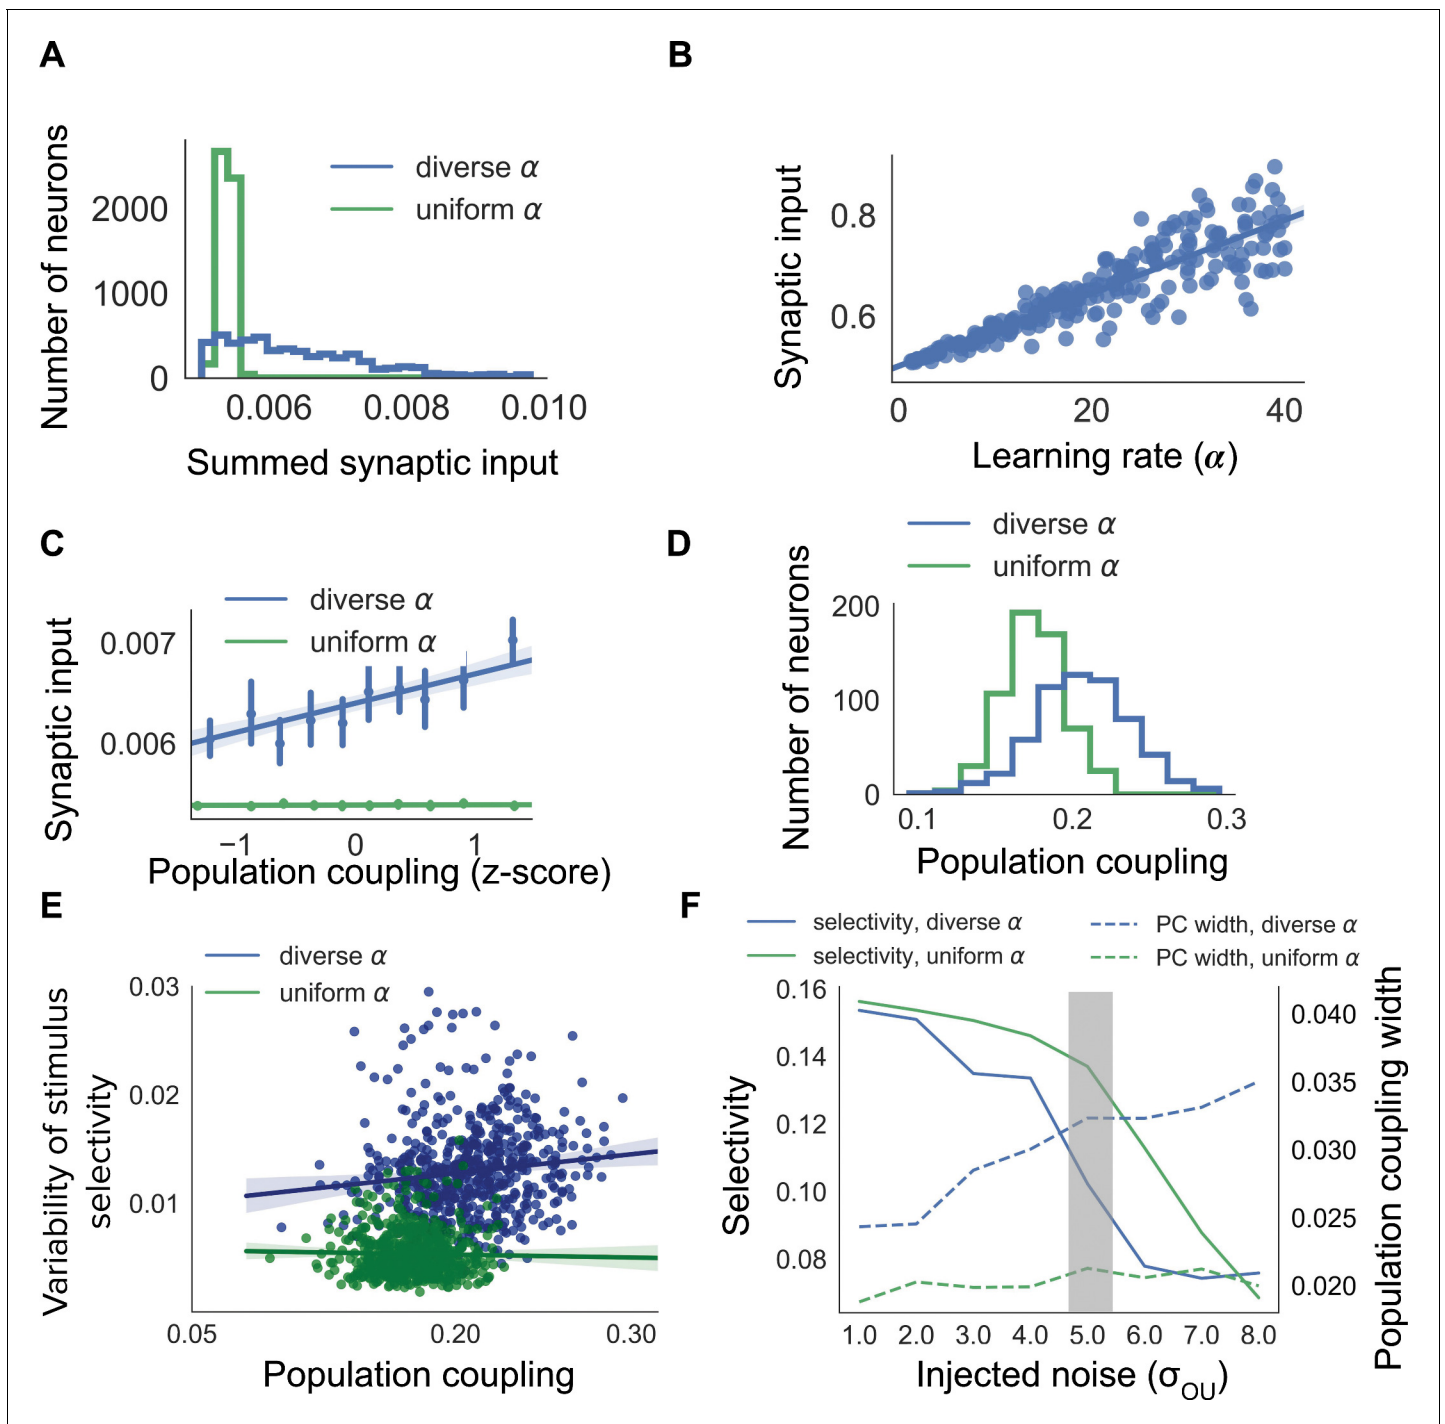 A
Number of neurons
2000
1000
0
diverse α
uniform α
0.006 0.008 0.010
Summed synaptic input
B
Synaptic input
0.8
0.6
0 20 40
Learning rate (α)
C
Synaptic input
0.007
0.006
diverse α
uniform α
−1 0 1
Population coupling (z-score)
D
diverse α
uniform α
Number of neurons
200
100
0
0.1 0.2 0.3
Population coupling
E
Variability of stimulus
selectivity
0.03
0.02
0.01
diverse α
uniform α
0.05 0.20 0.30
Population coupling
F
selectivity, diverse α
selectivity, uniform α
PC width, diverse α
PC width, uniform α
Selectivity
0.16
0.14
0.12
0.10
0.08
0.040
0.035
0.030
0.025
0.020
Population coupling width
1.0 2.0 3.0 4.0 5.0 6.0 7.0 8.0
Injected noise (σOU)